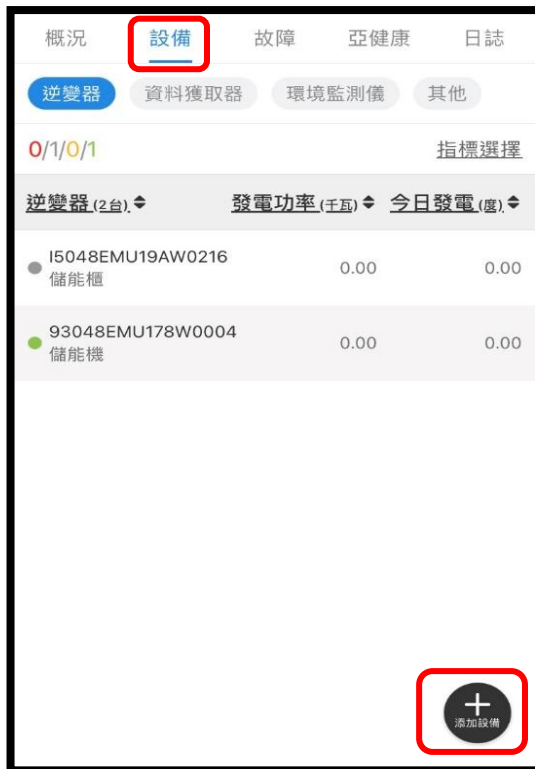 概況 設備 故障 亞健康 日誌
逆變器 資料獲取器 環境監測儀 其他
0/1/0/1 指標選擇
逆變器(2台) 發電功率(千瓦) 今日發電(度)
I5048EMU19AW0216 0.00 0.00
儲能櫃
93048EMU178W0004 0.00 0.00
儲能機
添加設備